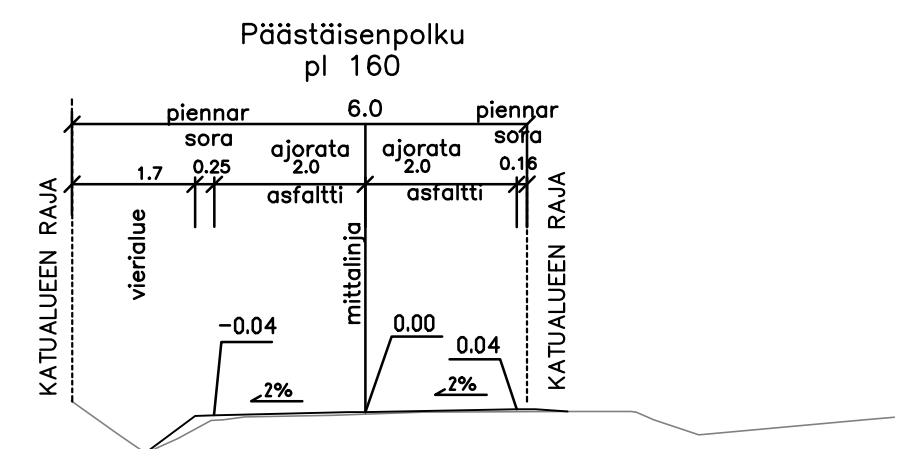 Päästäisenpolku
pl 160
piennar
6.0
piennar
sora
sora
ajorata
ajorata
1.7
0.25
2.0
2.0
0.16
asfaltti
asfaltti
KATUALUEEN RAJA
vierialue
mittalinja
KATUALUEEN RAJA
-0.04
0.00
0.04
2%
2%